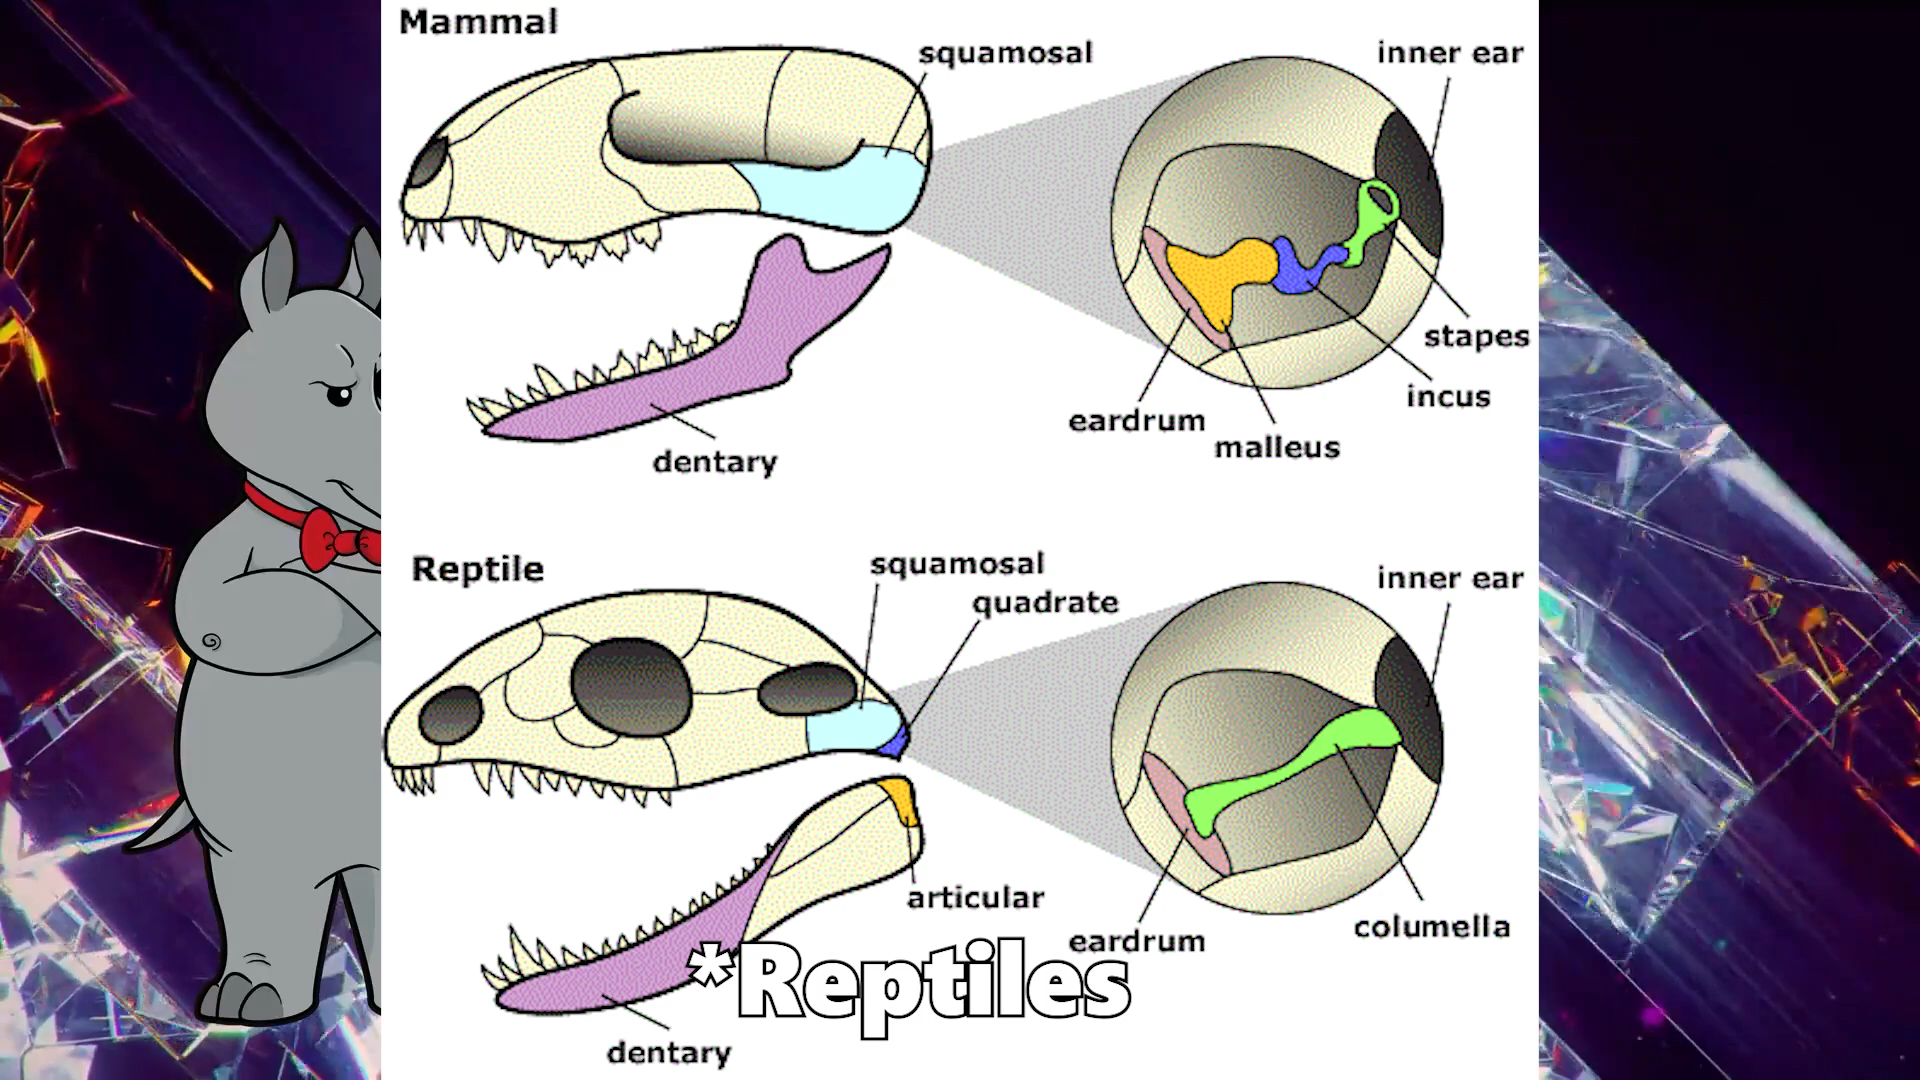 Mammal
squamosal
inner ear
stapes
incus
eardrum
malleus
dentary
Reptile
squamosal
quadrate
inner ear
articular
columella
eardrum
*Reptiles
dentary